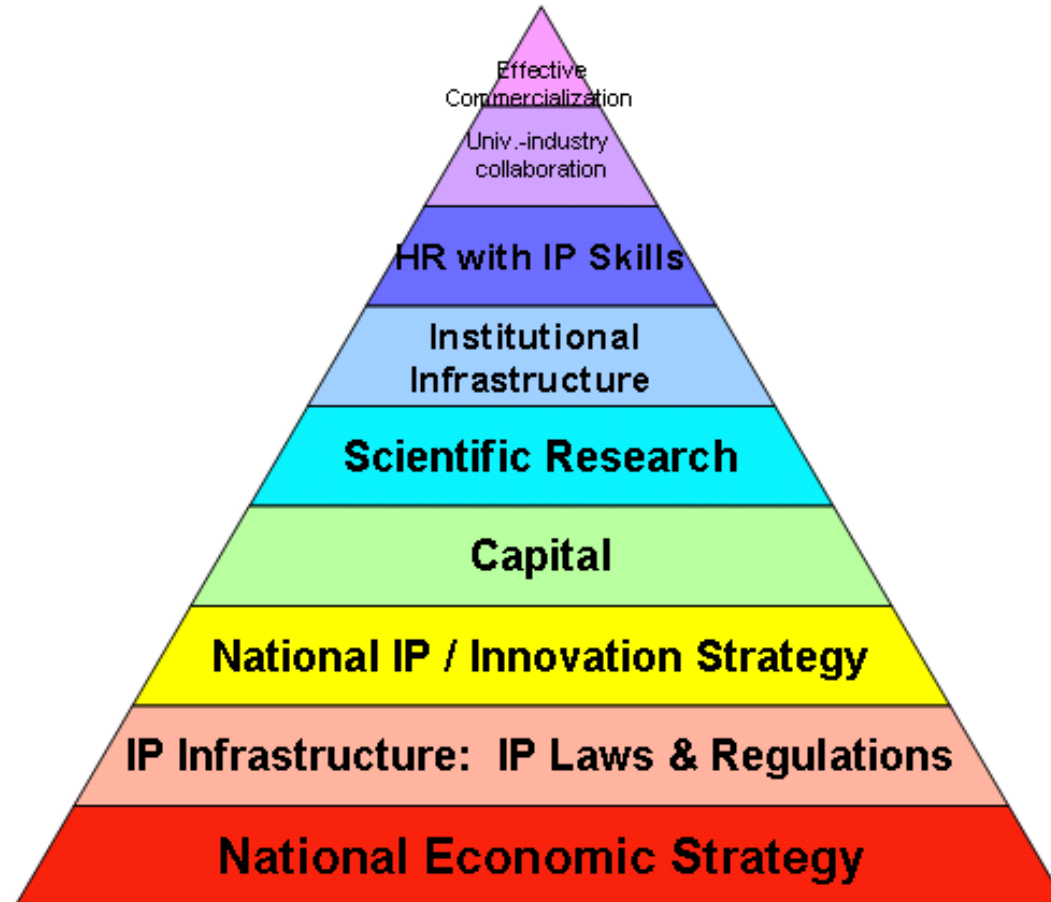 Effective
Commercialization
Univ.-industry
collaboration
HR with IP Skills
Institutional
Infrastructure
Scientific Research
Capital
National IP / Innovation Strategy
IP Infrastructure:  IP Laws & Regulations
National Economic Strategy